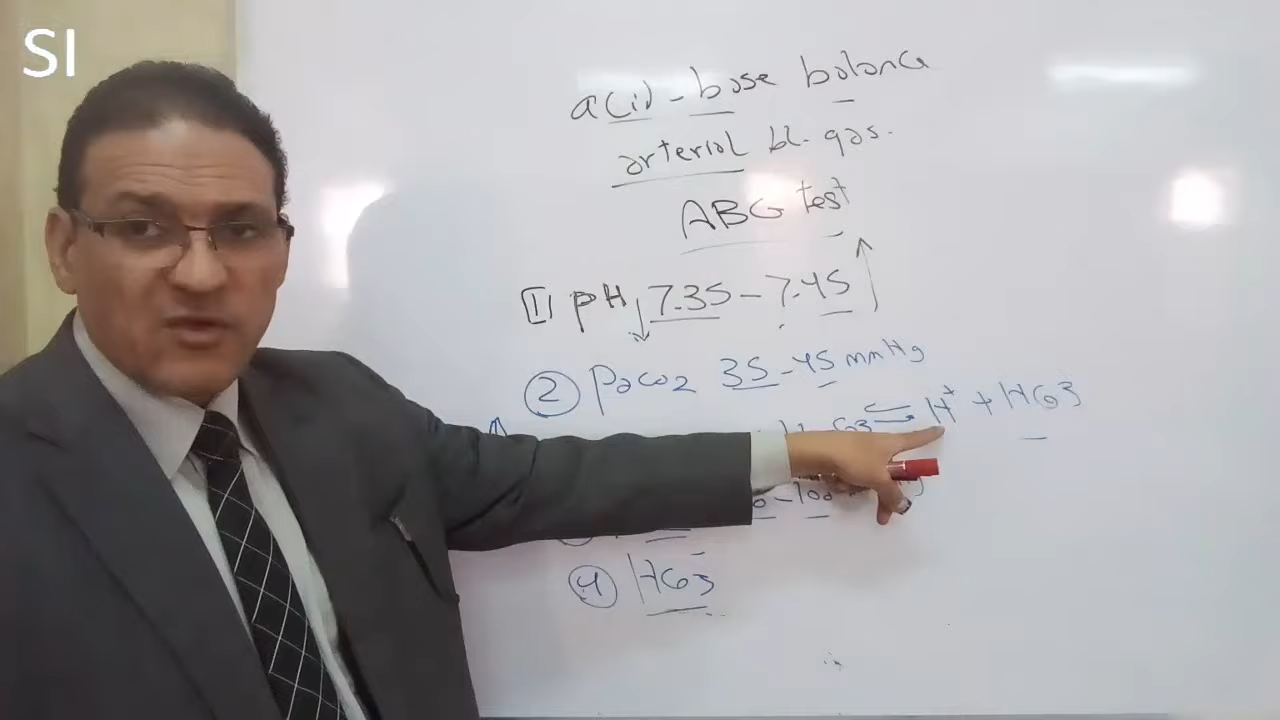 SI
acid - base balance
arterial bl. gas.
ABG test
↑
1 pH ↓ 7.35 - 7.45
2 PaCO2 35 - 45 mmHg
⇌ H+ + HCO3
- 100
4 HCO3-